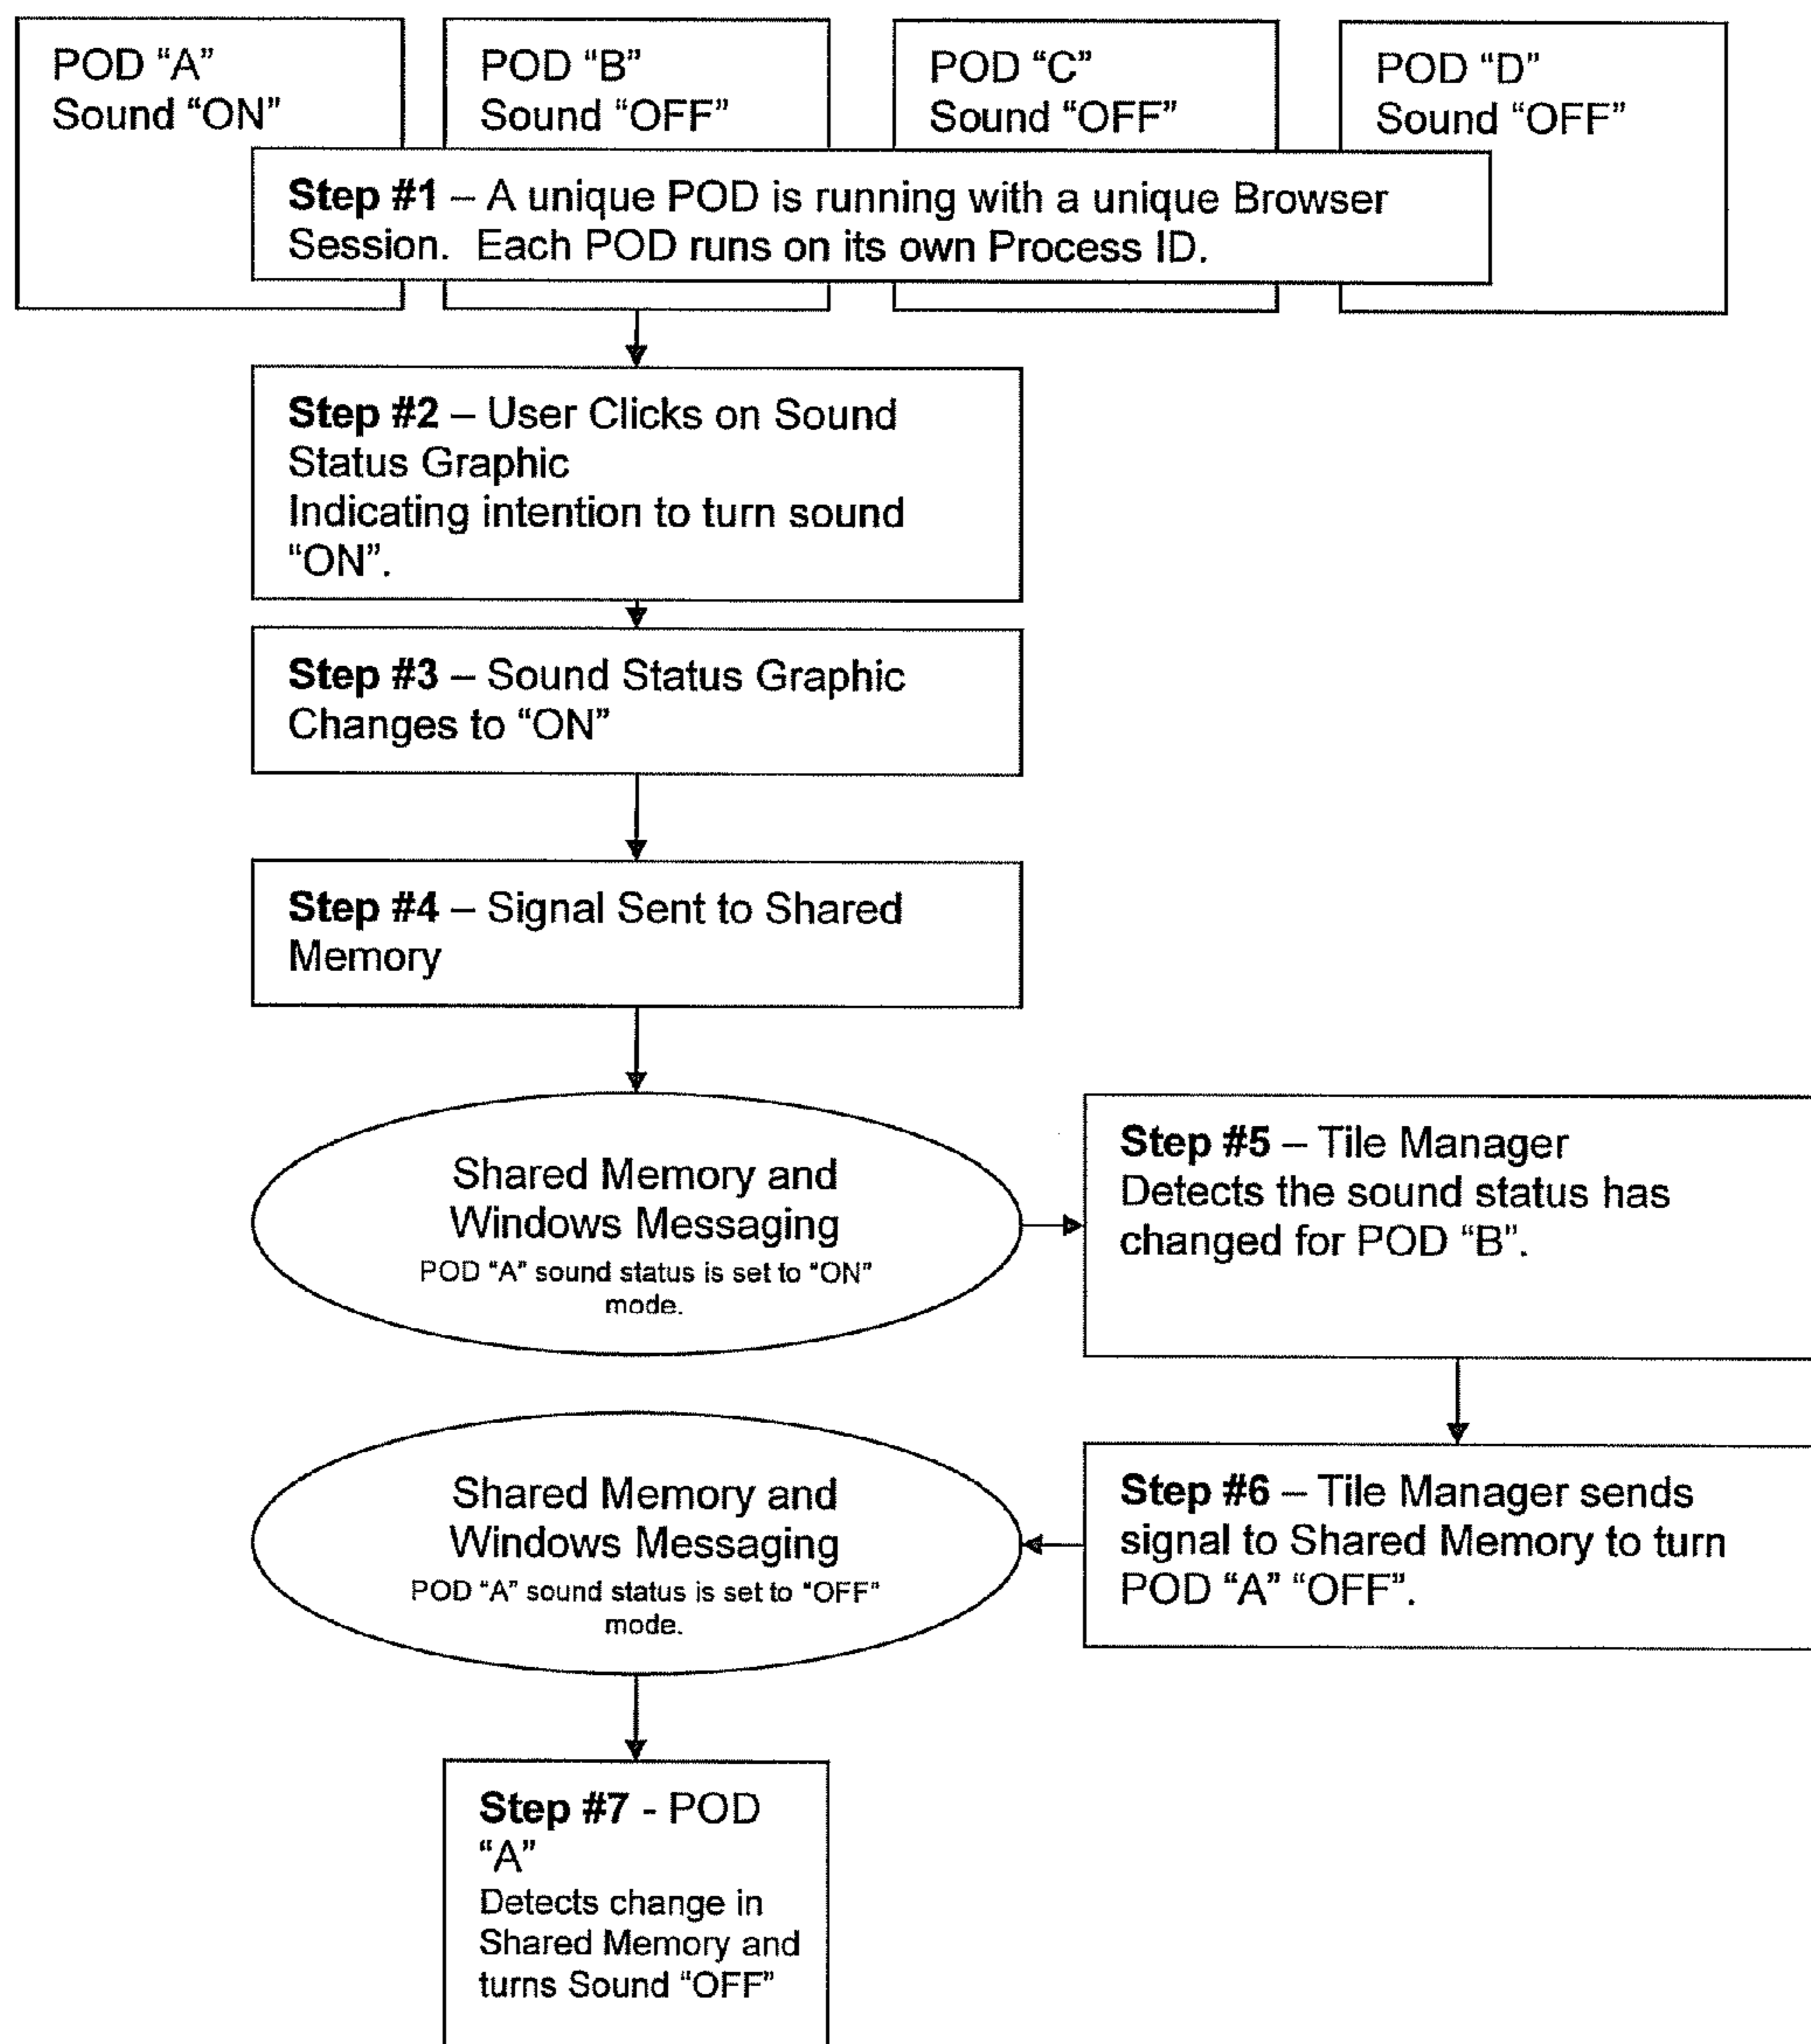 POD “A”
Sound “ON”
POD “B”
Sound “OFF”
POD “C”
Sound “OFF”
POD “D”
Sound “OFF”
Step #1 – A unique POD is running with a unique Browser
Session.  Each POD runs on its own Process ID.
Step #2 – User Clicks on Sound
Status Graphic
Indicating intention to turn sound
“ON”.
Step #3 – Sound Status Graphic
Changes to “ON”
Step #4 – Signal Sent to Shared
Memory
Shared Memory and
Windows Messaging
POD “A” sound status is set to “ON”
mode.
Step #5 – Tile Manager
Detects the sound status has
changed for POD “B”.
Step #6 – Tile Manager sends
signal to Shared Memory to turn
POD “A” “OFF”.
Shared Memory and
Windows Messaging
POD “A” sound status is set to “OFF”
mode.
Step #7 - POD
“A”
Detects change in
Shared Memory and
turns Sound “OFF”